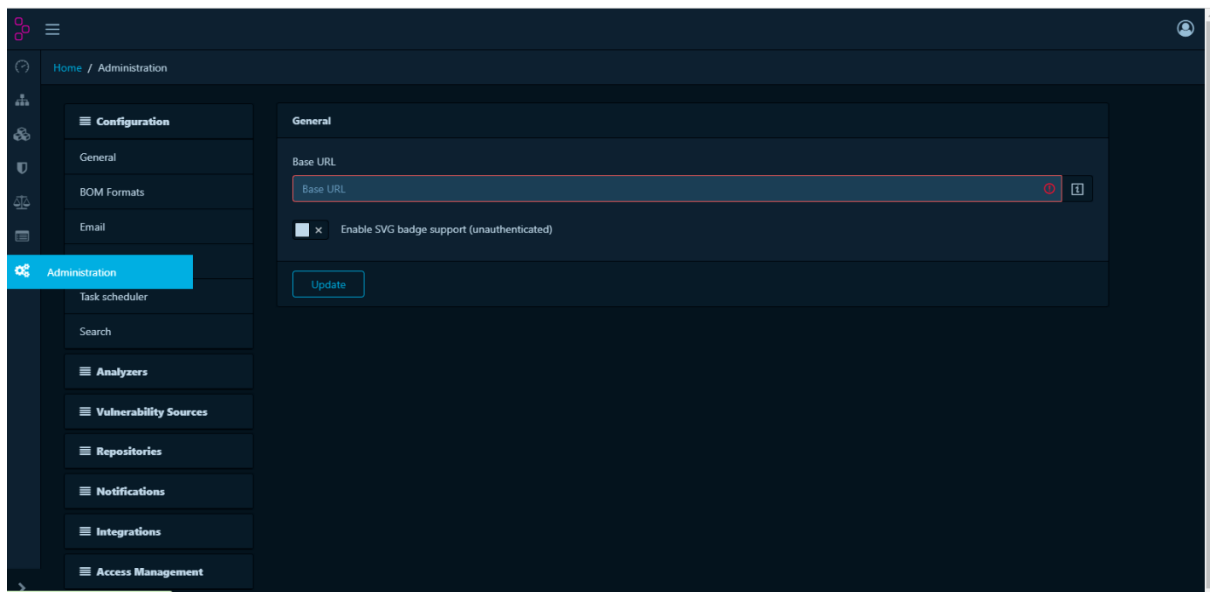 Home / Administration
Configuration
General
BOM Formats
Email
Administration
Task scheduler
Search
Analyzers
Vulnerability Sources
Repositories
Notifications
Integrations
Access Management
General
Base URL
Base URL
Enable SVG badge support (unauthenticated)
Update